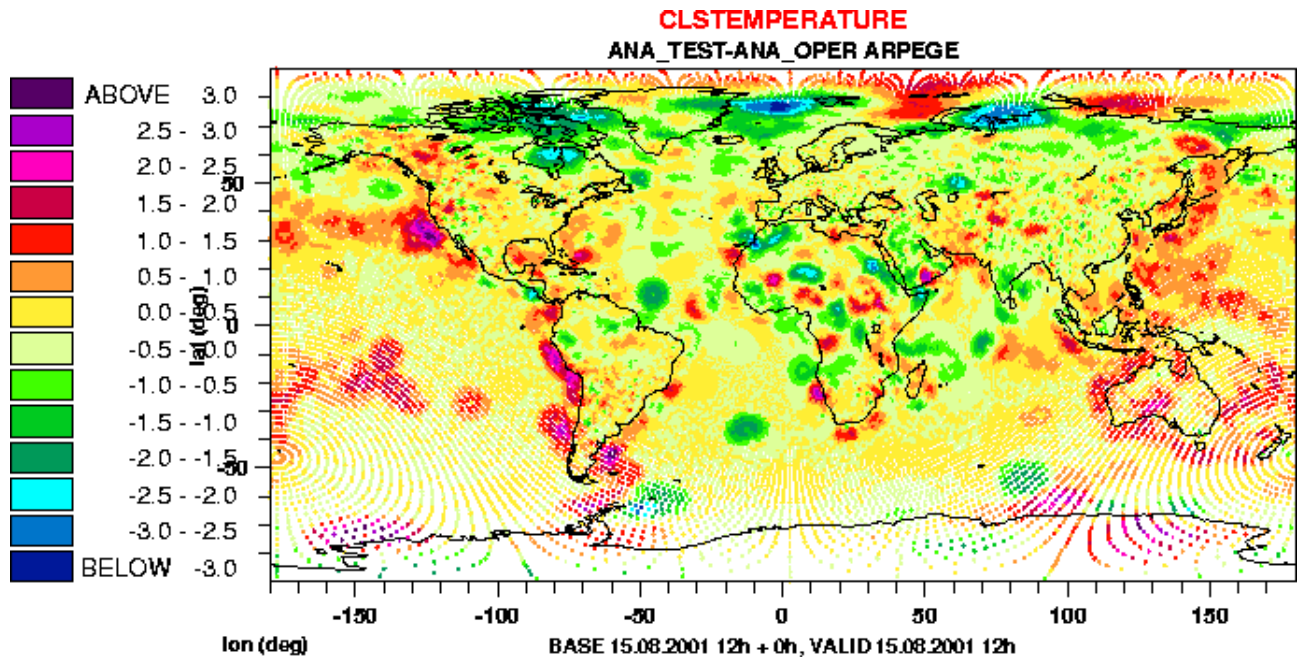 CLSTEMPERATURE
ANA_TEST-ANA_OPER ARPEGE
ABOVE 3.0
2.5 - 3.0
2.0 - 2.5
1.5 - 2.0
1.0 - 1.5
0.5 - 1.0
0.0 - 0.5
-0.5 - 0.0
-1.0 - -0.5
-1.5 - -1.0
-2.0 - -1.5
-2.5 - -2.0
-3.0 - -2.5
BELOW -3.0
50
0
-50
lat (deg)
-150 -100 -50 0 50 100 150
lon (deg)
BASE 15.08.2001 12h + 0h, VALID 15.08.2001 12h